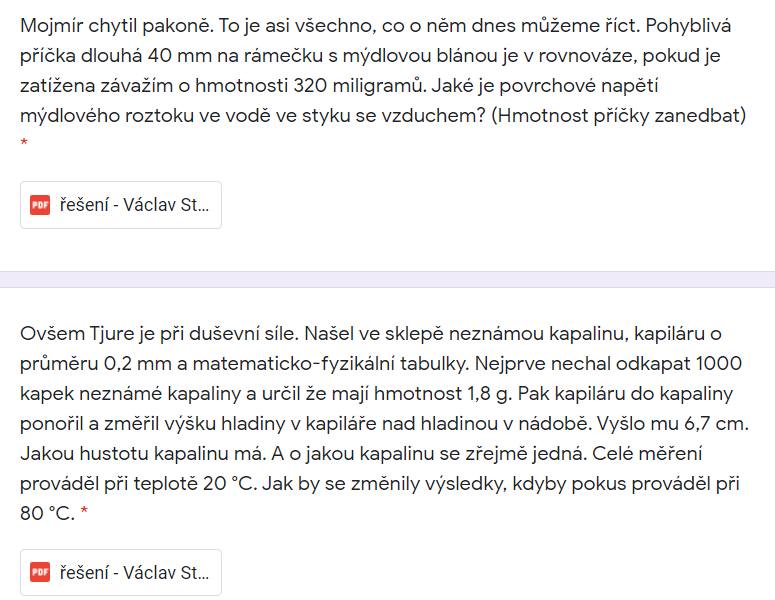 Mojmír chytil pakoně. To je asi všechno, co o něm dnes můžeme říct. Pohyblivá
příčka dlouhá 40 mm na rámečku s mýdlovou blánou je v rovnováze, pokud je
zatížena závažím o hmotnosti 320 miligramů. Jaké je povrchové napětí
mýdlového roztoku ve vodě ve styku se vzduchem? (Hmotnost příčky zanedbat)
*
PDF řešení - Václav St...
Ovšem Tjure je při duševní síle. Našel ve sklepě neznámou kapalinu, kapiláru o
průměru 0,2 mm a matematicko-fyzikální tabulky. Nejprve nechal odkapat 1000
kapek neznámé kapaliny a určil že mají hmotnost 1,8 g. Pak kapiláru do kapaliny
ponořil a změřil výšku hladiny v kapiláře nad hladinou v nádobě. Vyšlo mu 6,7 cm.
Jakou hustotu kapalinu má. A o jakou kapalinu se zřejmě jedná. Celé měření
prováděl při teplotě 20 °C. Jak by se změnily výsledky, kdyby pokus prováděl při
80 °C. *
PDF řešení - Václav St...